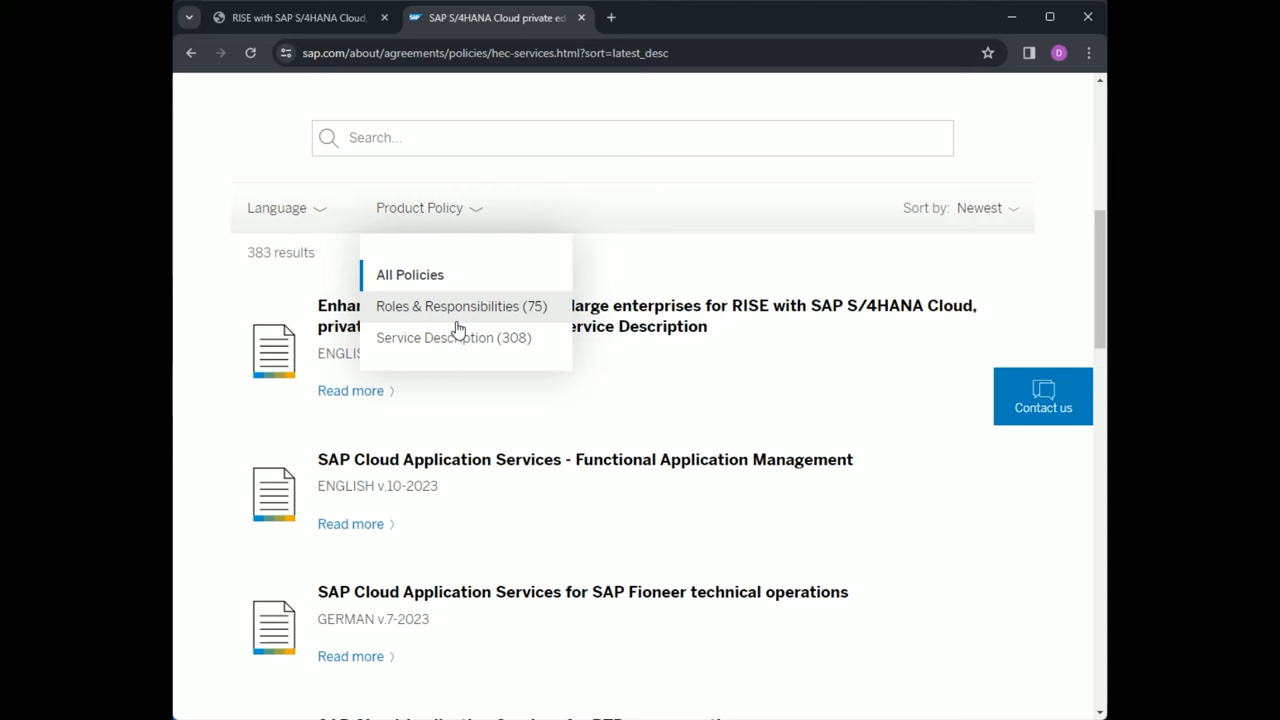 RISE with SAP S/4HANA Cloud,
SAP S/4HANA Cloud private ed
sap.com/about/agreements/policies/hec-services.html?sort=latest_desc
D
Search...
Language
Product Policy
Sort by: Newest
383 results
All Policies
Roles & Responsibilities (75)
Service Description (308)
Enhan large enterprises for RISE with SAP S/4HANA Cloud,
privat ervice Description
ENGLIS
Read more
Contact us
SAP Cloud Application Services - Functional Application Management
ENGLISH v.10-2023
Read more
SAP Cloud Application Services for SAP Fioneer technical operations
GERMAN v.7-2023
Read more